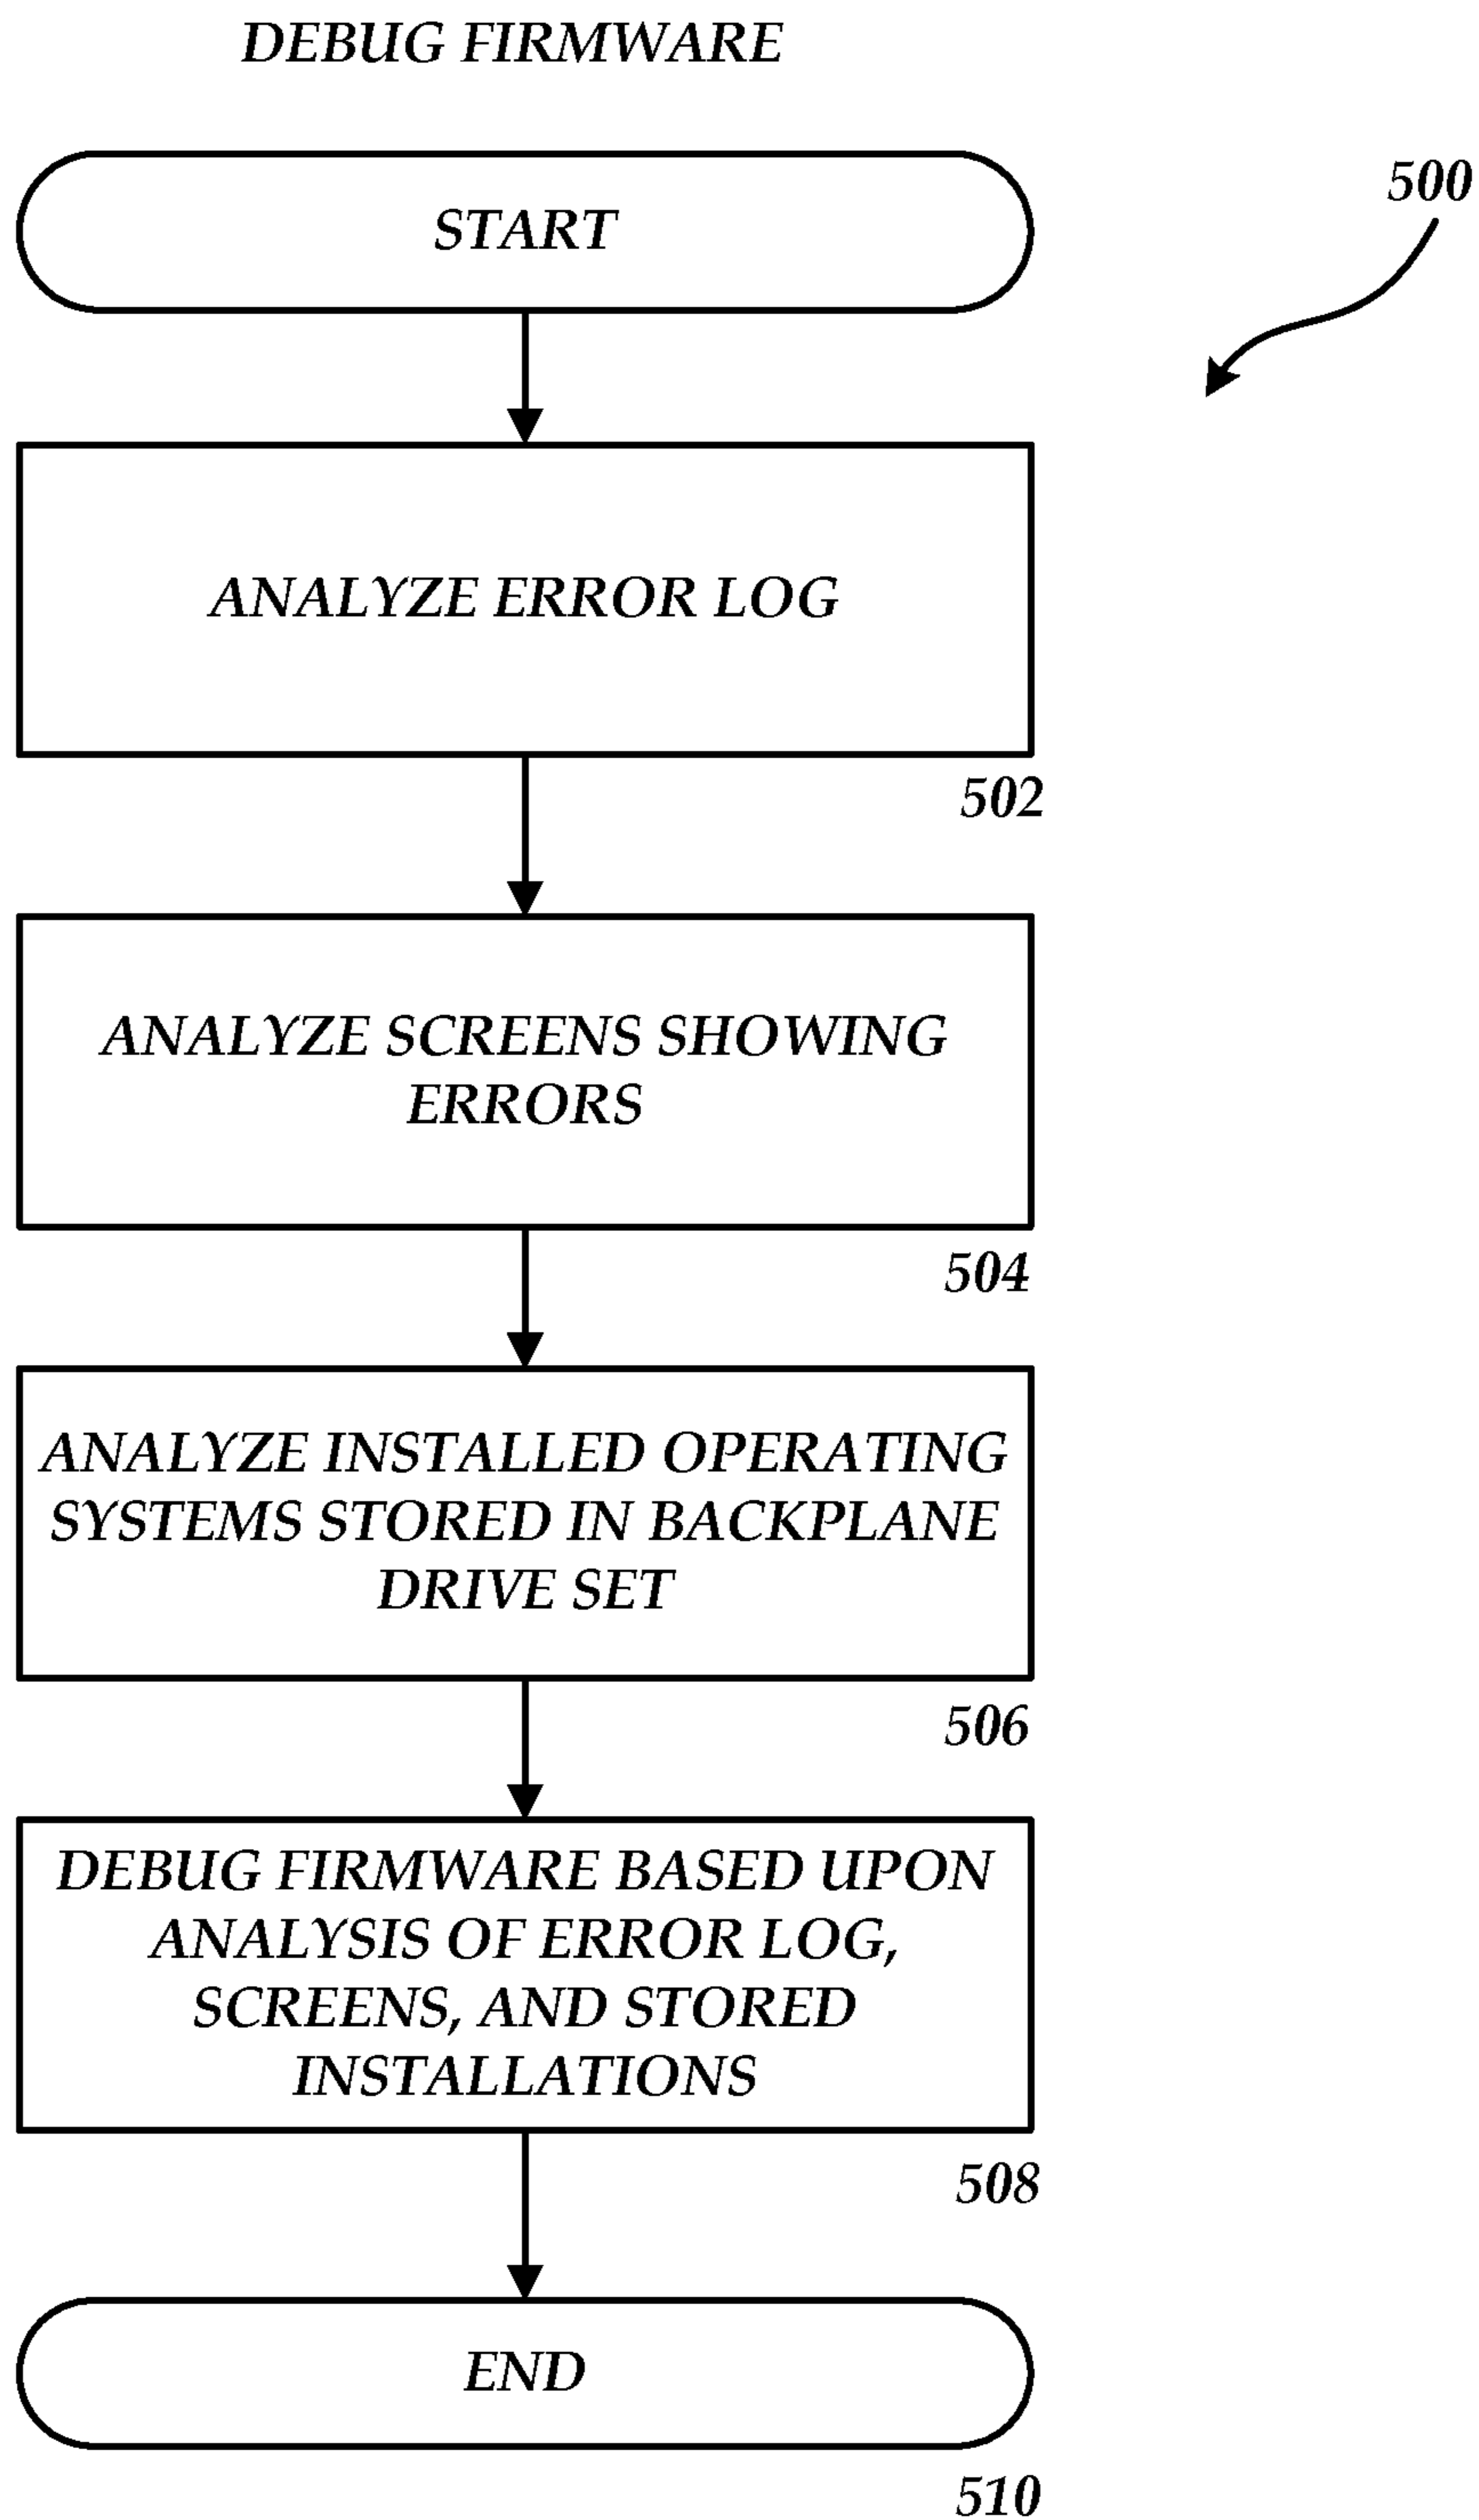 DEBUG FIRMWARE
START
500
ANALYZE ERROR LOG
502
ANALYZE SCREENS SHOWING
ERRORS
504
ANALYZE INSTALLED OPERATING
SYSTEMS STORED IN BACKPLANE
DRIVE SET
506
DEBUG FIRMWARE BASED UPON
ANALYSIS OF ERROR LOG,
SCREENS, AND STORED
INSTALLATIONS
508
END
510